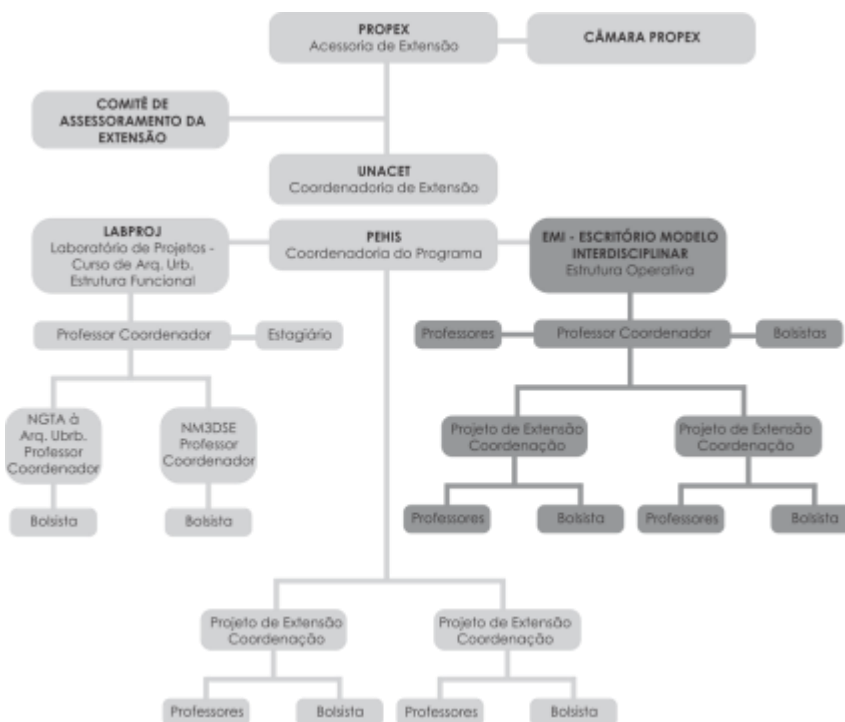 PROPEX
Acessoria de Extensão
CÂMARA PROPEX
COMITÊ DE
ASSESSORAMENTO DA
EXTENSÃO
UNACET
Coordenadoria de Extensão
LABPROJ
Laboratório de Projetos -
Curso de Arq. Urb.
Estrutura Funcional
PEHIS
Coordenadoria do Programa
EMI - ESCRITÓRIO MODELO
INTERDISCIPLINAR
Estrutura Operativa
Professor Coordenador
Estagiário
Professores
Professor Coordenador
Bolsistas
NGTA à
Arq. Ubrb.
Professor
Coordenador
NM3DSE
Professor
Coordenador
Projeto de Extensão
Coordenação
Projeto de Extensão
Coordenação
Bolsista
Bolsista
Professores
Bolsista
Professores
Bolsista
Projeto de Extensão
Coordenação
Projeto de Extensão
Coordenação
Professores
Bolsista
Professores
Bolsista